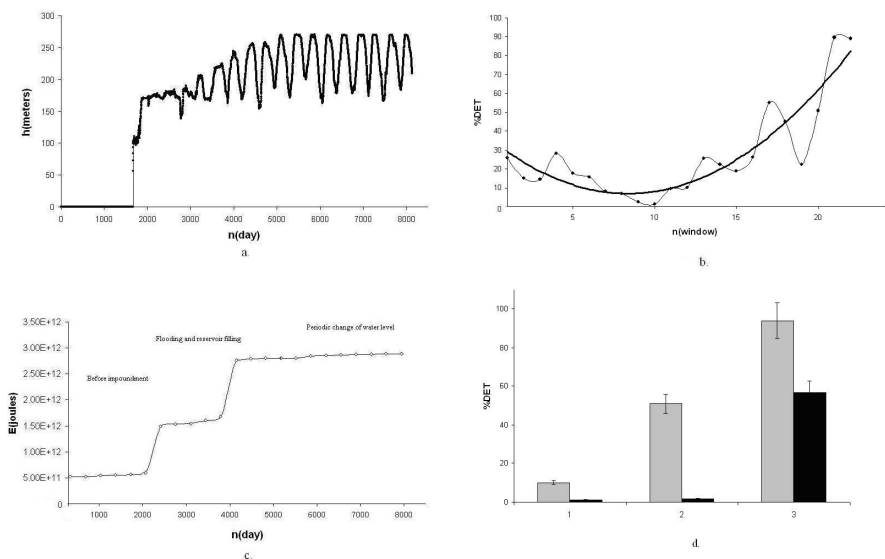 300
250
200
150
100
50
0
h(meters)
0 1000 2000 3000 4000 5000 6000 7000 8000
n(day)
a.
100
90
80
70
60
50
40
30
20
10
0
%DET
5 10 15 20
n(window)
b.
3.50E+12
3.00E+12
2.50E+12
2.00E+12
1.50E+12
1.00E+12
5.00E+11
E(joules)
Before impoundment
Flooding and reservoir filling
Periodic change of water level
1000 2000 3000 4000 5000 6000 7000 8000
n(day)
c.
100
80
60
40
20
0
%DET
1 2 3
d.